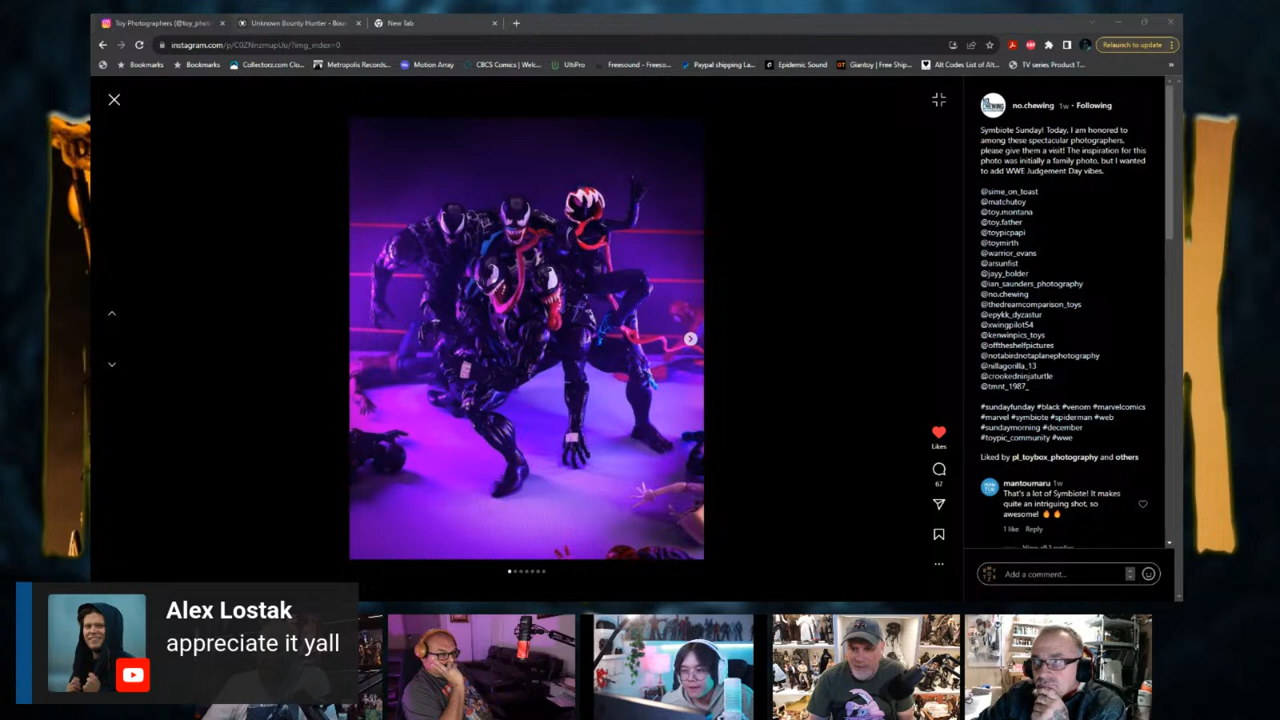 Toy Photographers (@toy_phot
Unknown Bounty Hunter - Bou
New Tab
instagram.com/p/C0ZNnzmupUu/?img_index=0
Relaunch to update
Bookmarks
Bookmarks
Collectorz.com Clo...
Metropolis Records...
Motion Array
CBCS Comics | Welc...
UltiPro
Freesound - Freeso...
Paypal shipping La...
Epidemic Sound
GT
Giantoy | Free Ship...
Alt Codes List of Alt...
TV series Product T...
no.chewing 1w • Following
Symbiote Sunday! Today, I am honored to
among these spectacular photographers,
please give them a visit! The inspiration for this
photo was initially a family photo, but I wanted
to add WWE Judgement Day vibes.
@sime_on_toast
@matchutoy
@toy.montana
@toy.father
@toypicpapi
@toymirth
@warrior_evans
@arsunfist
@jayy_bolder
@ian_saunders_photography
@no.chewing
@thedreamcomparison_toys
@epykk_dyzastur
@xwingpilot54
@kenwinpics_toys
@offtheshelfpictures
@notabirdnotaplanephotography
@nillagorilla_13
@crookedninjaturtle
@tmnt_1987_
#sundayfunday #black #venom #marvelcomics
#marvel #symbiote #spiderman #web
#sundaymorning #december
#toypic_community #wwe
Liked by pl_toybox_photography and others
mantoumaru 1w
That's a lot of Symbiote! It makes
quite an intriguing shot, so
awesome!
1 like Reply
View all 3 replies
Add a comment...
Likes
67
Alex Lostak
appreciate it yall